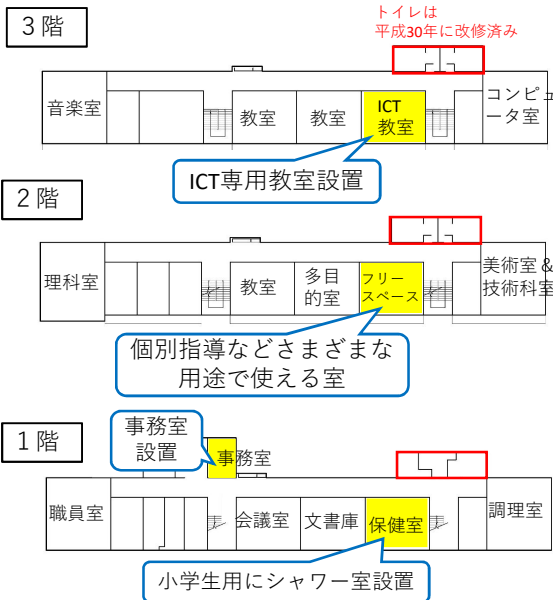 3階
トイレは
平成30年に改修済み
音楽室
教室
教室
ICT
教室
コンピュ
ータ室
ICT専用教室設置
2階
理科室
教室
多目
的室
フリー
スペース
美術室&
技術科室
個別指導などさまざまな
用途で使える室
1階
事務室
設置
事務室
職員室
会議室
文書庫
保健室
調理室
小学生用にシャワー室設置